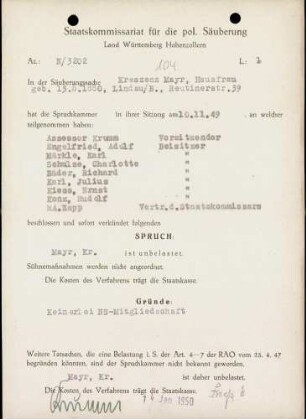 Staatskommissariat für die pol. Säuberung
Land Württemberg Hohenzollern
Az.: N/3202
104
L: 1
In der Säuberungssache Kreszenz Mayr, Hausfrau
geb. 13.8.1880, Lindau/B., Reutinerstr.39
hat die Spruchkammer in ihrer Sitzung am 10.11.49 an welcher
teilgenommen haben:
Assessor Krumm Vorsitzender
Engelfried, Adolf Beisitzer
Märkle, Karl "
Schulze, Charlotte "
Bäder, Richard "
Karl, Julius "
Kiess, Ernst "
Kunz, Rudolf "
RA.Zapp Vertr.d.Staatskommissars
beschlossen und sofort verkündet folgenden
SPRUCH:
Mayr, Kr. ist unbelastet.
Sühnemaßnahmen werden nicht angeordnet.
Die Kosten des Verfahrens trägt die Staatskasse.
Gründe:
Keinerlei NS-Mitgliedschaft
Weitere Tatsachen, die eine Belastung i. S. der Art. 4—7 der RAO vom 25. 4. 47
begründen könnten, sind der Spruchkammer nicht bekannt geworden.
Mayr, Kr. ist daher unbelastet.
Die Kosten des Verfahrens trägt die Staatskasse.
Jan. 1950